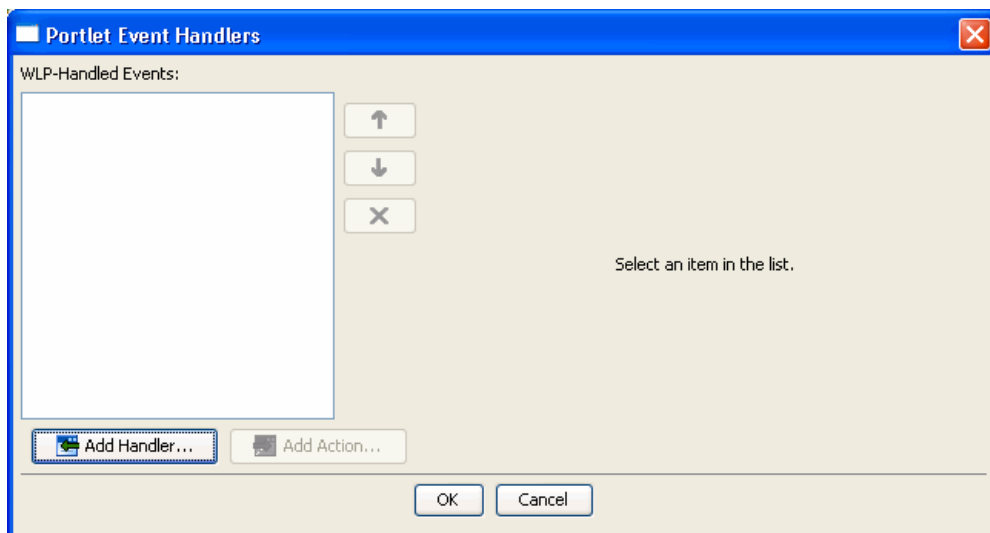 Portlet Event Handlers
WLP-Handled Events:
Select an item in the list.
Add Handler... Add Action...
OK Cancel